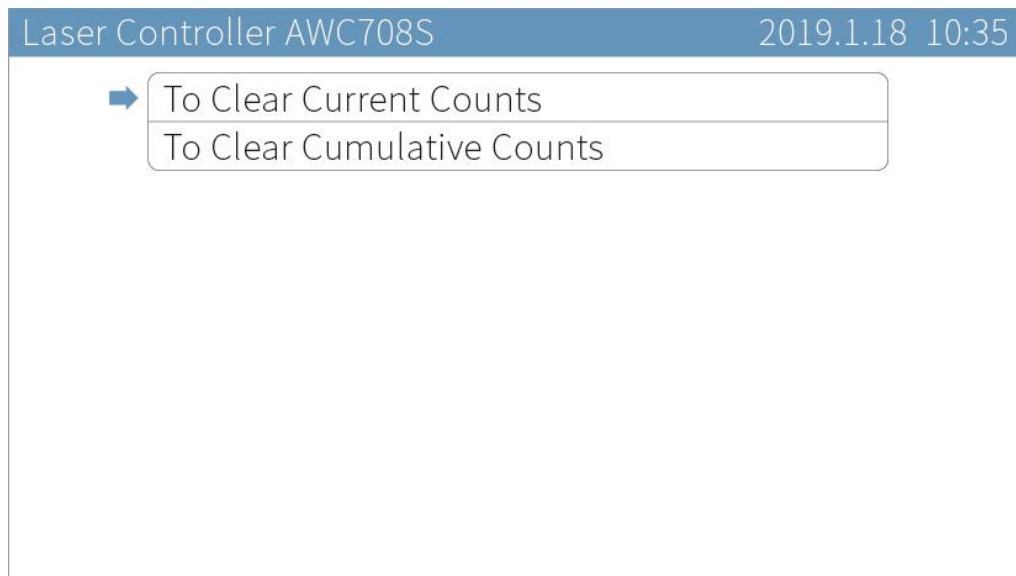 Laser Controller AWC708S 2019.1.18 10:35
To Clear Current Counts
To Clear Cumulative Counts